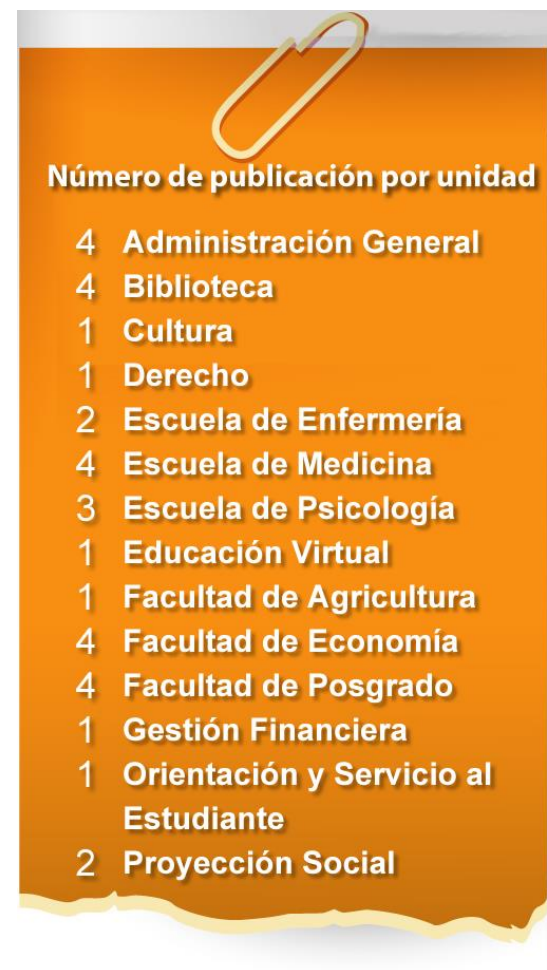 Número de publicación por unidad
4 Administración General
4 Biblioteca
1 Cultura
1 Derecho
2 Escuela de Enfermería
4 Escuela de Medicina
3 Escuela de Psicología
1 Educación Virtual
1 Facultad de Agricultura
4 Facultad de Economía
4 Facultad de Posgrado
1 Gestión Financiera
1 Orientación y Servicio al
Estudiante
2 Proyección Social